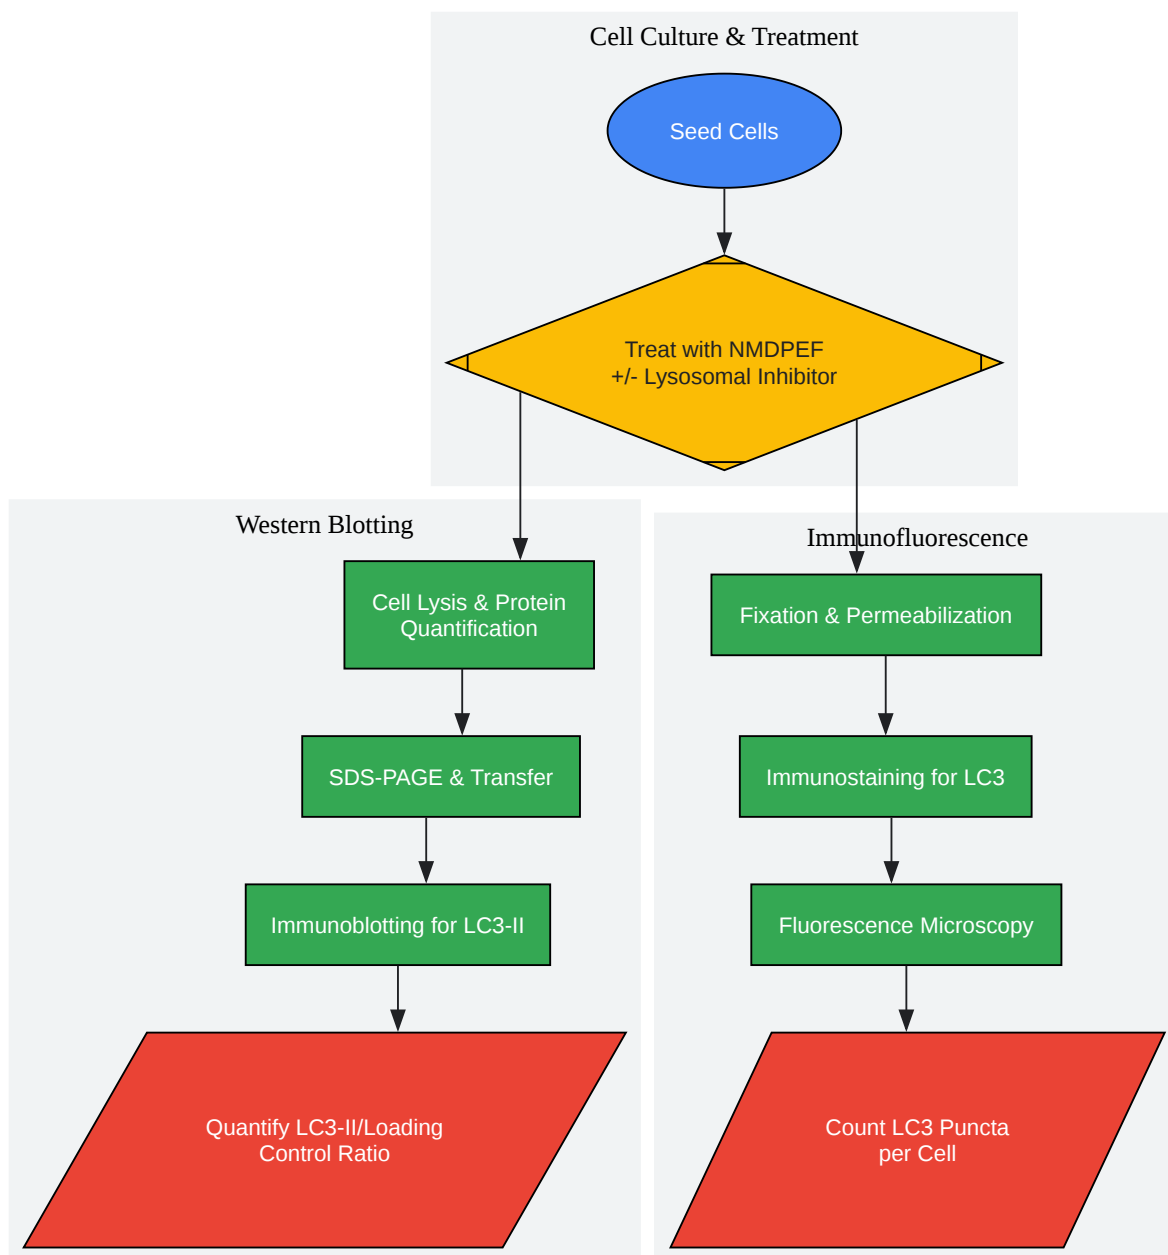 Cell Culture & Treatment
Seed Cells
Treat with NMDPEF
+/- Lysosomal Inhibitor
Western Blotting
Cell Lysis & Protein
Quantification
SDS-PAGE & Transfer
Immunoblotting for LC3-II
Quantify LC3-II/Loading
Control Ratio
Immunofluorescence
Fixation & Permeabilization
Immunostaining for LC3
Fluorescence Microscopy
Count LC3 Puncta
per Cell